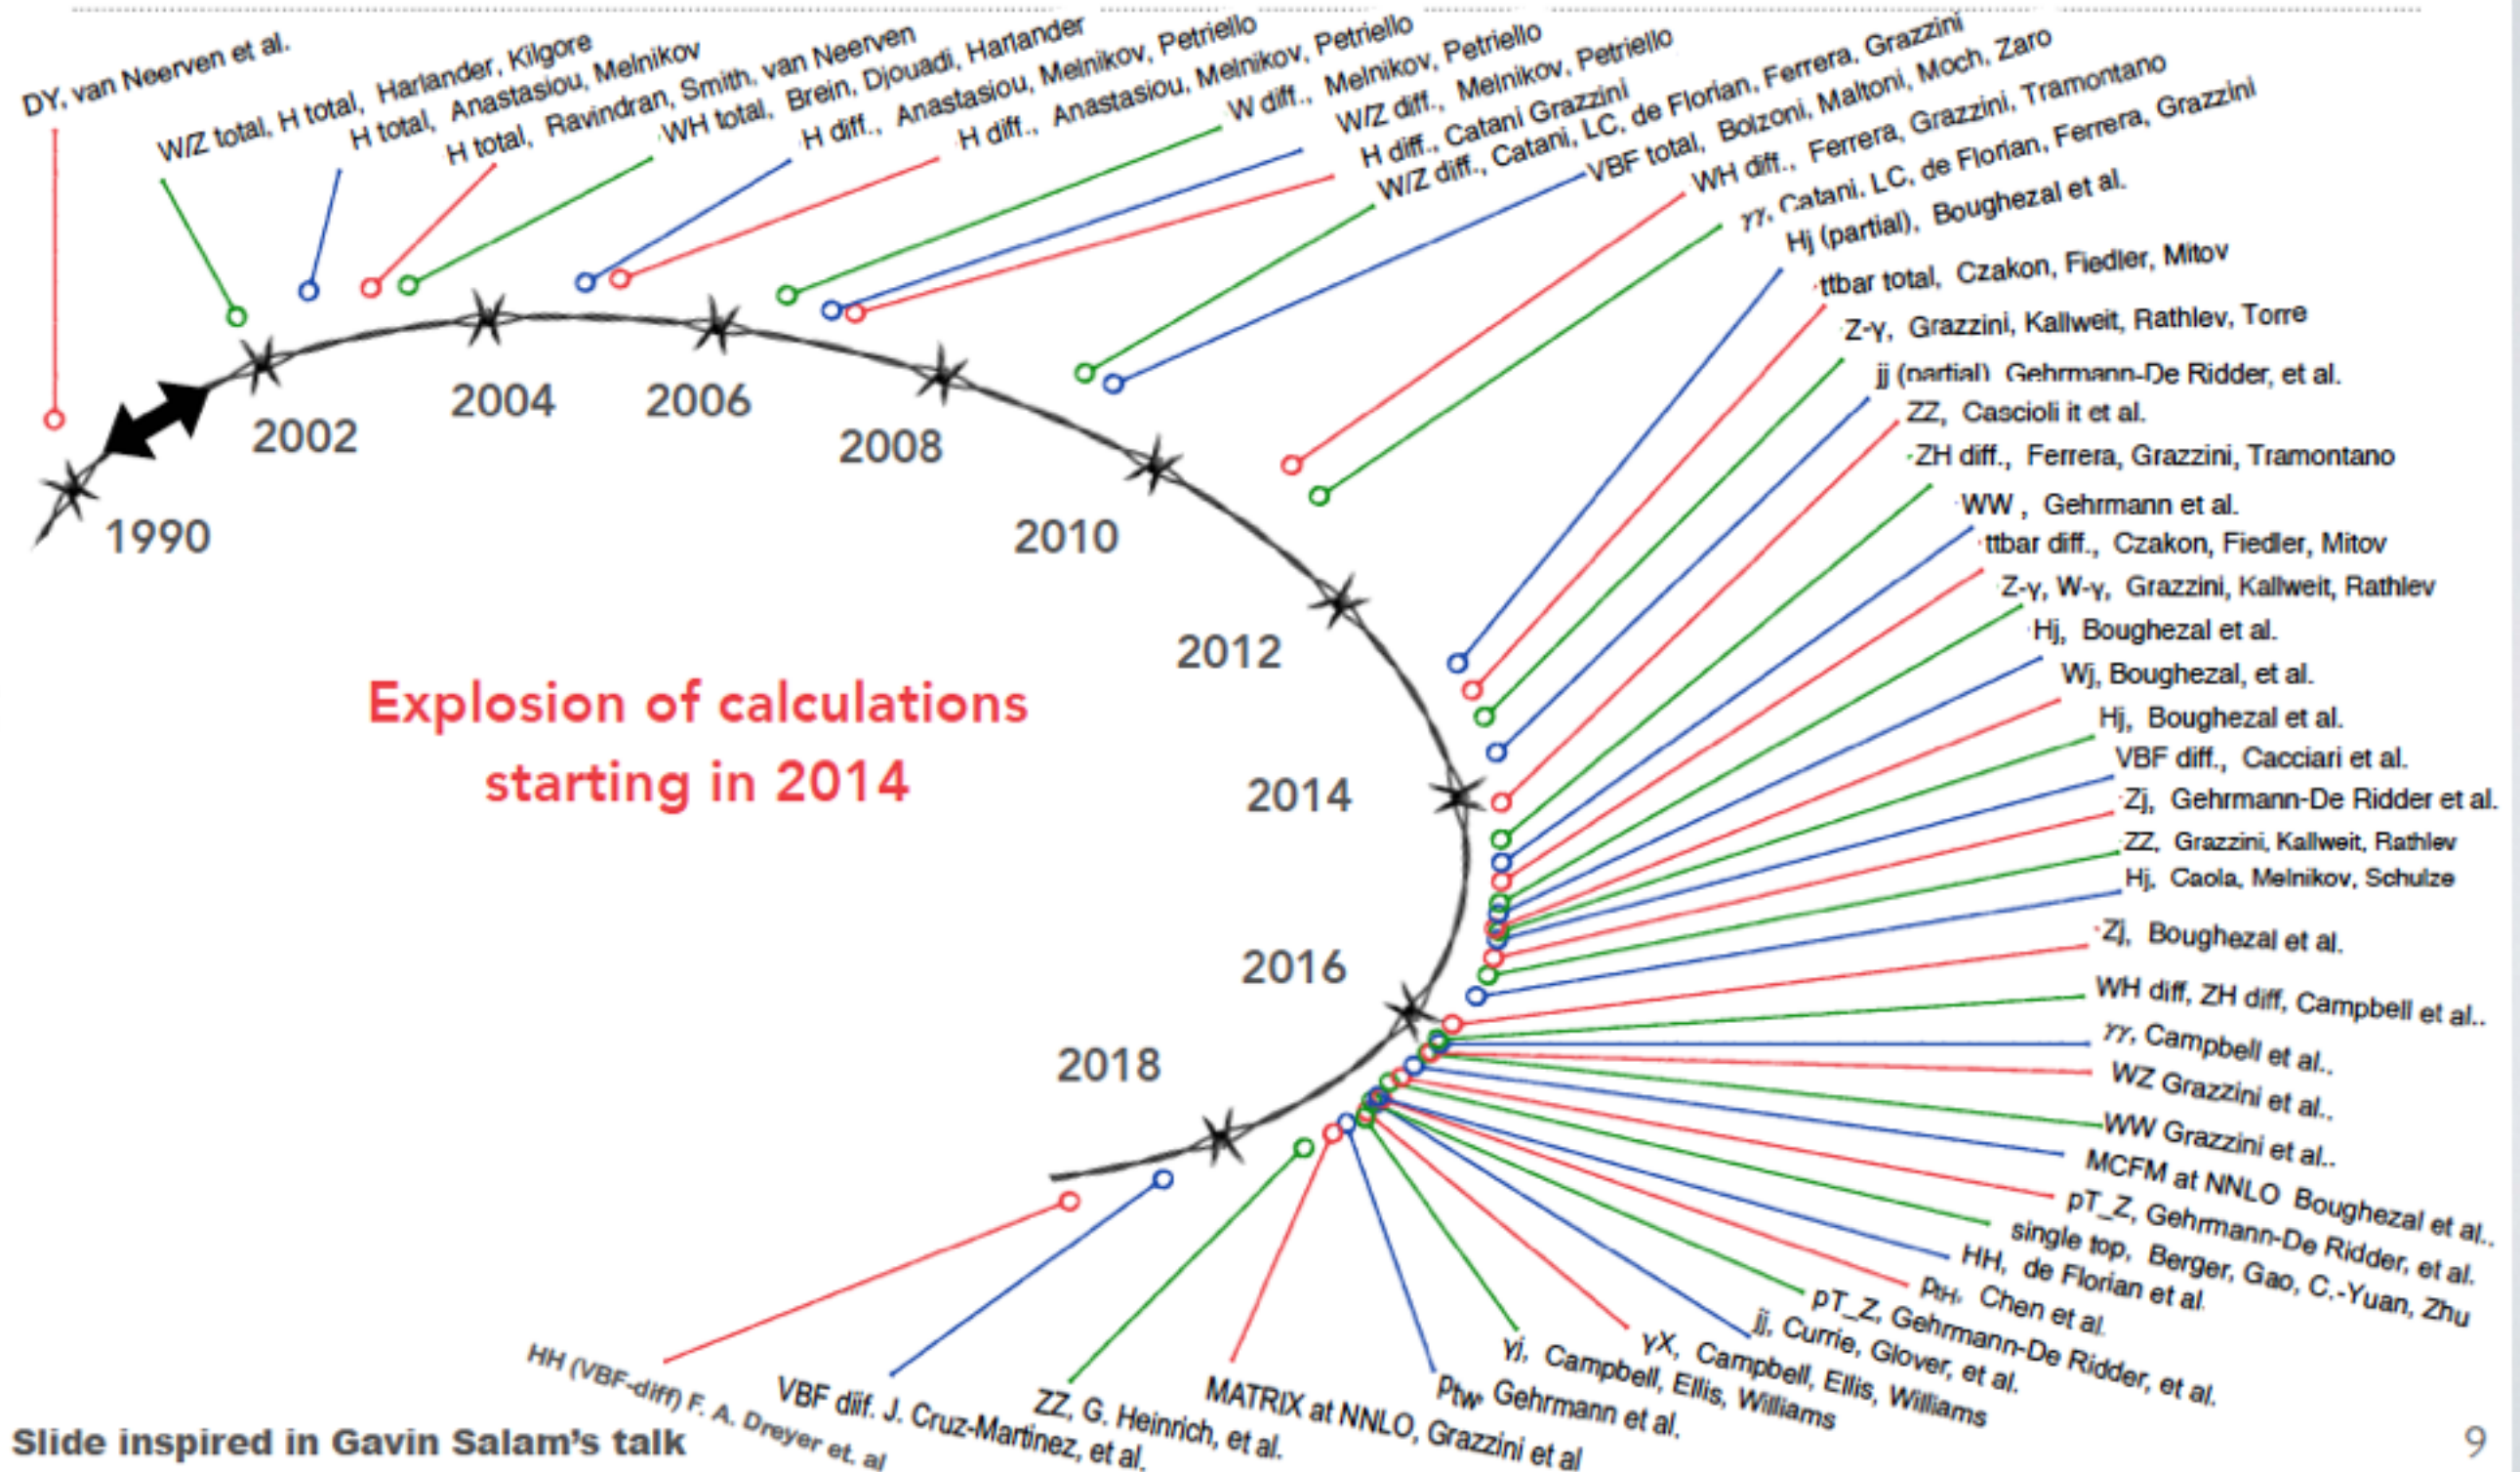 DY, van Neerven et al.
W/Z total, H total, Harlander, Kilgore
H total, Anastasiou, Melnikov
H total, Ravindran, Smith, van Neerven
WH total, Brein, Djouadi, Harlander
H diff., Anastasiou, Melnikov, Petriello
H diff., Anastasiou, Melnikov, Petriello
W diff., Melnikov, Petriello
W/Z diff., Melnikov, Petriello
H diff., Catani Grazzini
W/Z diff., Catani, LC, de Florian, Ferrera, Grazzini
VBF total, Bolzoni, Maltoni, Moch, Zaro
WH diff., Ferrera, Grazzini, Tramontano
γγ, Catani, LC, de Florian, Ferrera, Grazzini
Hj (partial), Boughezal et al.
ttbar total, Czakon, Fiedler, Mitov
Z-γ, Grazzini, Kallweit, Rathlev, Torre
jj (partial) Gehrmann-De Ridder, et al.
ZZ, Cascioli it et al.
ZH diff., Ferrera, Grazzini, Tramontano
WW , Gehrmann et al.
ttbar diff., Czakon, Fiedler, Mitov
Z-γ, W-γ, Grazzini, Kallweit, Rathlev
Hj, Boughezal et al.
Wj, Boughezal, et al.
Hj, Boughezal et al.
VBF diff., Cacciari et al.
Zj, Gehrmann-De Ridder et al.
ZZ, Grazzini, Kallweit, Rathlev
Hj, Caola, Melnikov, Schulze
Zj, Boughezal et al.
WH diff, ZH diff, Campbell et al..
γγ, Campbell et al..
WZ Grazzini et al..
WW Grazzini et al..
MCFM at NNLO Boughezal et al..
pT_Z, Gehrmann-De Ridder, et al.
single top, Berger, Gao, C.-Yuan, Zhu
HH, de Florian et al.
ptH, Chen et al.
pT_Z, Gehrmann-De Ridder, et al.
jj, Currie, Glover, et al.
γX, Campbell, Ellis, Williams
γj, Campbell, Ellis, Williams
ptw, Gehrmann et al.
MATRIX at NNLO, Grazzini et al
ZZ, G. Heinrich, et al.
VBF diif. J. Cruz-Martinez, et al.
HH (VBF-diff) F. A. Dreyer et. al
1990
2002
2004
2006
2008
2010
2012
2014
2016
2018
Explosion of calculations
starting in 2014
Slide inspired in Gavin Salam's talk
9